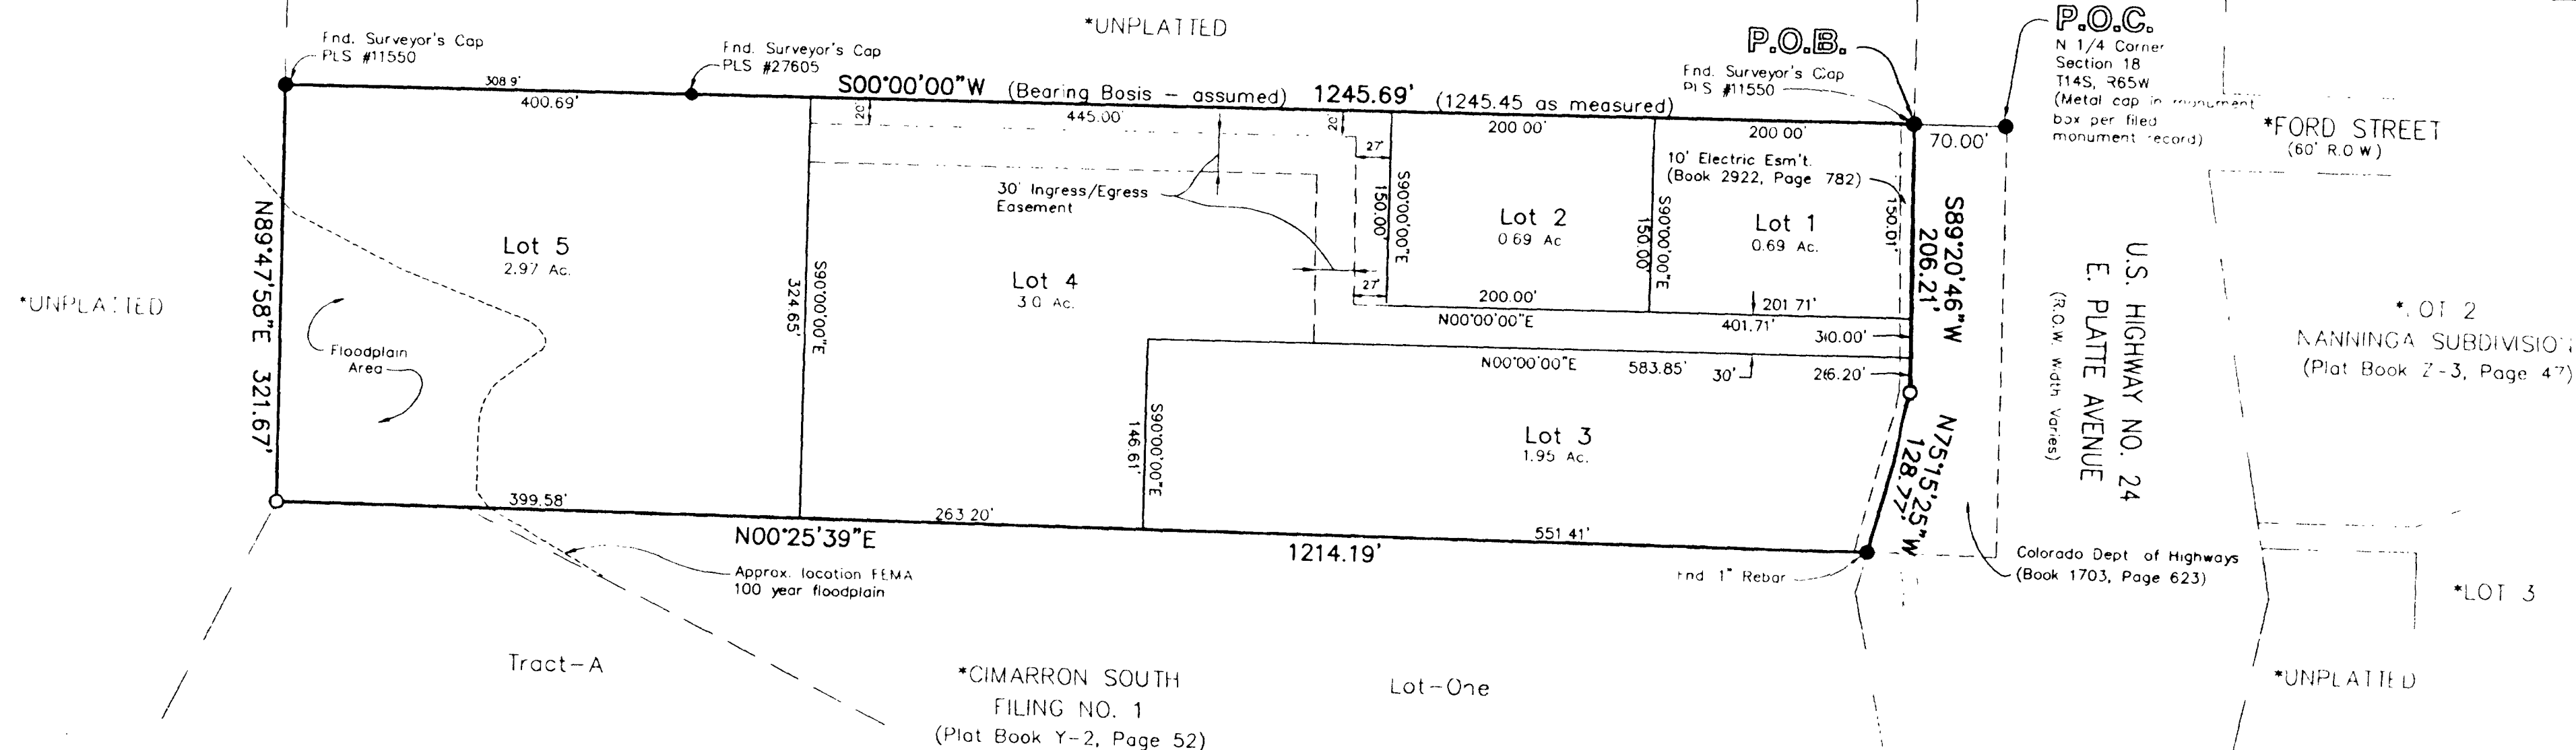 *UNPLATTED
Fnd. Surveyor's Cap
PLS #11550
Fnd. Surveyor's Cap
PLS #27605
P.O.B.
Fnd. Surveyor's Cap
PLS #11550
P.O.C.
N 1/4 Corner
Section 18
T14S, R65W
(Metal cap in monument
box per filed
monument record)
*FORD STREET
(60' R.O.W.)
308.9'
400.69'
S00°00'00"W (Bearing Basis - assumed) 1245.69' (1245.45 as measured)
20'
445.00'
20'
200.00'
200.00'
70.00'
27'
10' Electric Esm't.
(Book 2922, Page 782)
30' Ingress/Egress
Easement
S90°00'00"E
150.00'
Lot 2
0.69 Ac
S90°00'00"E
150.00'
Lot 1
0.69 Ac.
150.01'
S89°20'46"W
206.21'
U.S. HIGHWAY NO. 24
E. PLATTE AVENUE
(R.O.W. Width Varies)
*UNPLATTED
N89°47'58"E 321.67'
Lot 5
2.97 Ac.
Floodplain
Area
S90°00'00"E
324.65'
Lot 4
3.0 Ac.
27'
200.00'
N00°00'00"E
201.71'
401.71'
30.00'
N00°00'00"E 583.85'
30'
26.20'
*LOT 2
NANNINGA SUBDIVISION
(Plat Book Z-3, Page 47)
S90°00'00"E
146.61'
Lot 3
1.95 Ac.
N75°15'25"W
128.77'
399.58'
263.20'
551.41'
N00°25'39"E
1214.19'
Approx. location FEMA
100 year floodplain
Fnd 1" Rebar
Colorado Dept. of Highways
(Book 1703, Page 623)
*LOT 3
Tract-A
*CIMARRON SOUTH
FILING NO. 1
(Plat Book Y-2, Page 52)
Lot-One
*UNPLATTED